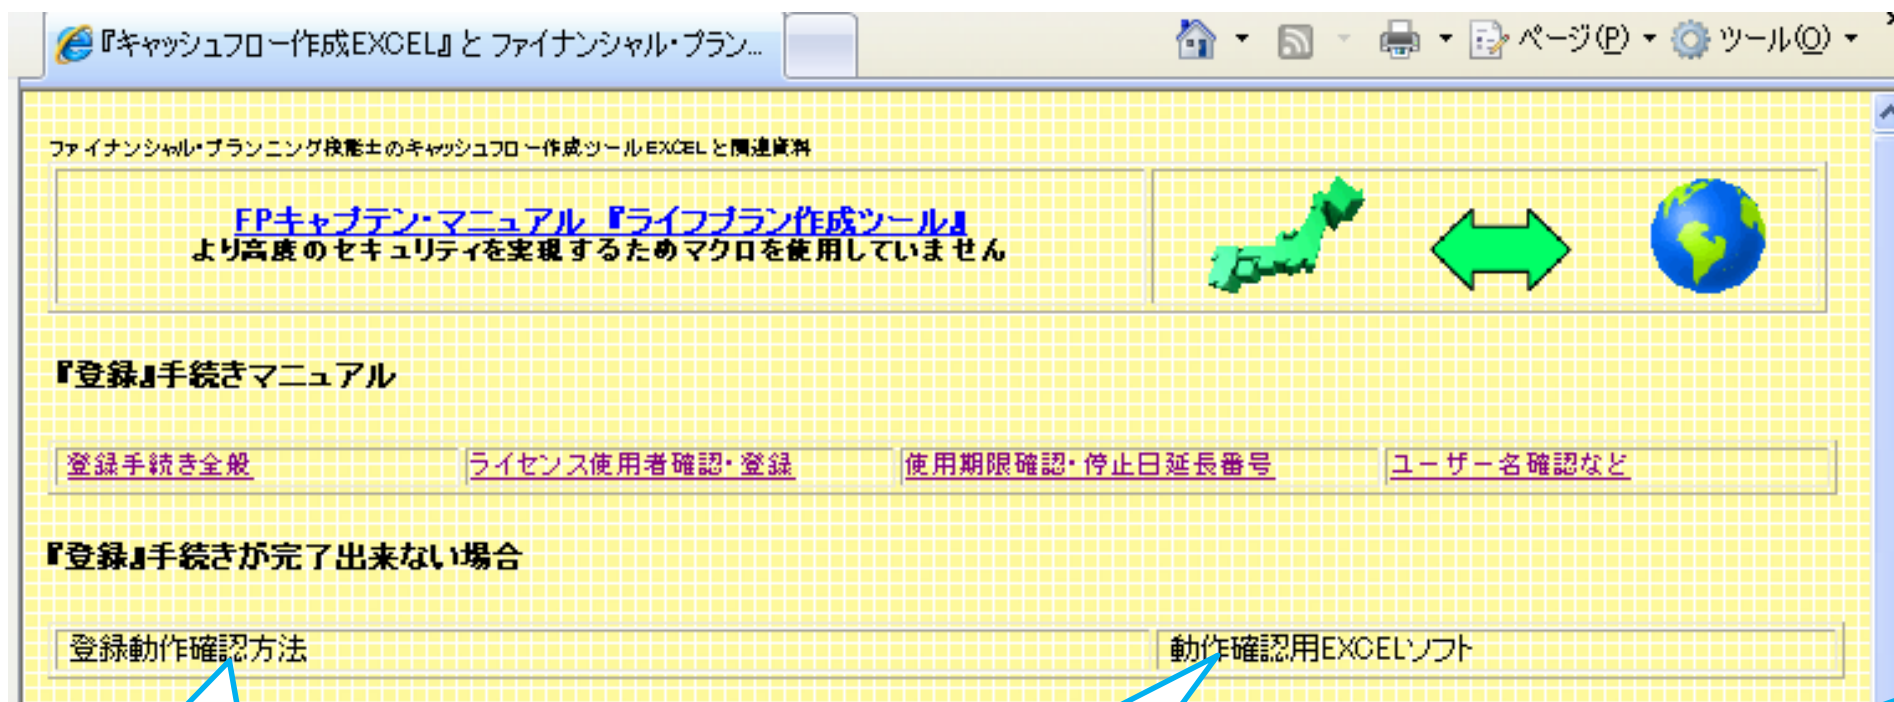 『キャッシュフロー作成EXCEL』と ファイナンシャル・プラン...
ページ(P)
ツール(O)
ファイナンシャル・プランニング技能士のキャッシュフロー作成ツールEXCELと関連資料
FPキャプテン・マニュアル 『ライフプラン作成ツール』
より高度のセキュリティを実現するためマクロを使用していません
『登録』手続きマニュアル
登録手続き全般
ライセンス使用者確認・登録
使用期限確認・停止日延長番号
ユーザー名確認など
『登録』手続きが完了出来ない場合
登録動作確認方法
動作確認用EXCELソフト